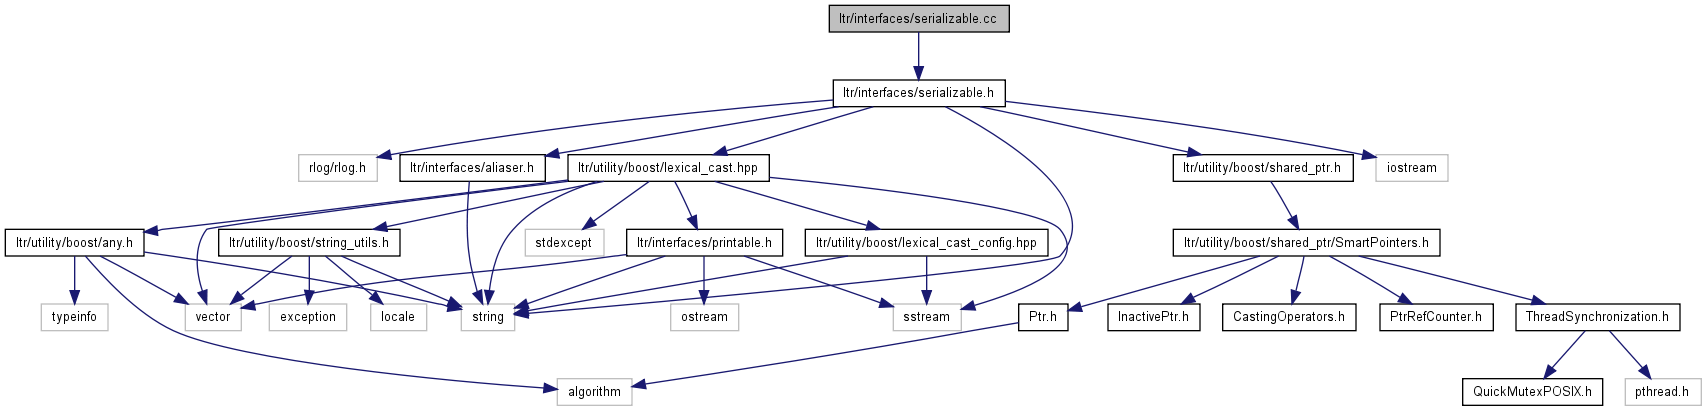 ltr/interfaces/serializable.cc
ltr/interfaces/serializable.h
rlog/rlog.h
ltr/interfaces/aliaser.h
ltr/utility/boost/lexical_cast.hpp
ltr/utility/boost/shared_ptr.h
iostream
ltr/utility/boost/any.h
ltr/utility/boost/string_utils.h
stdexcept
ltr/interfaces/printable.h
ltr/utility/boost/lexical_cast_config.hpp
ltr/utility/boost/shared_ptr/SmartPointers.h
typeinfo
vector
exception
locale
string
ostream
sstream
Ptr.h
InactivePtr.h
CastingOperators.h
PtrRefCounter.h
ThreadSynchronization.h
algorithm
QuickMutexPOSIX.h
pthread.h